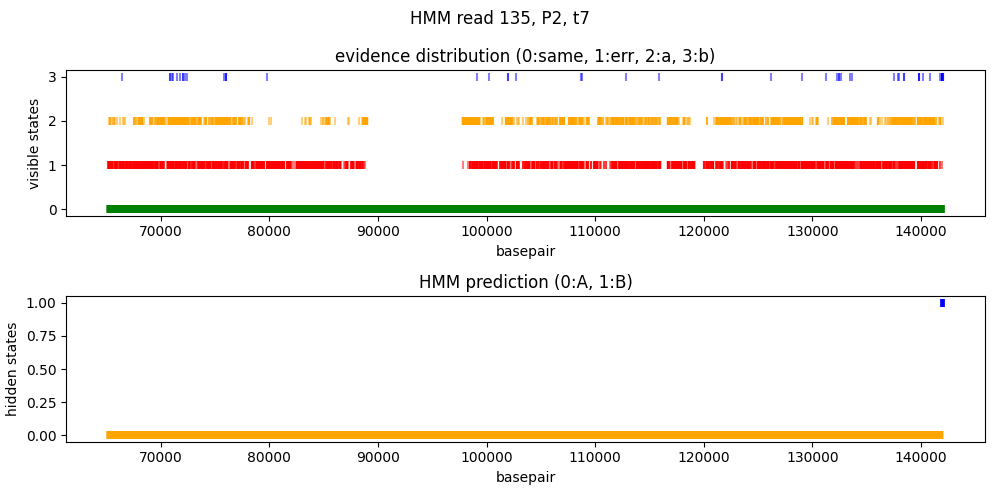 HMM read 135, P2, t7
evidence distribution (0:same, 1:err, 2:a, 3:b)
visible states
3
2
1
0
70000 80000 90000 100000 110000 120000 130000 140000
basepair
HMM prediction (0:A, 1:B)
hidden states
1.00
0.75
0.50
0.25
0.00
70000 80000 90000 100000 110000 120000 130000 140000
basepair